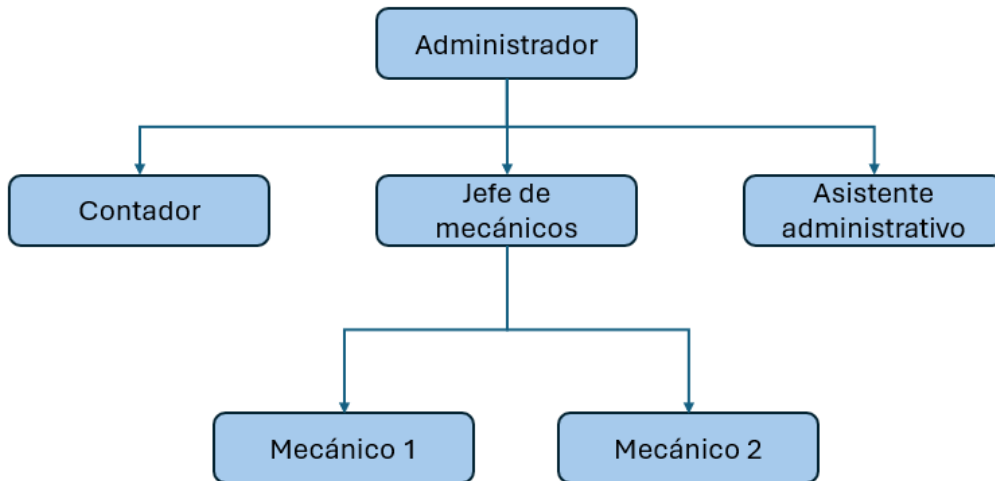 Administrador
Contador
Jefe de
mecánicos
Asistente
administrativo
Mecánico 1
Mecánico 2